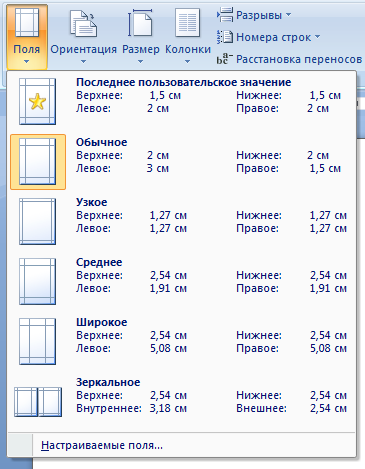 Поля Ориентация Размер Колонки
Разрывы
Номера строк
Расстановка переносов
Последнее пользовательское значение
Верхнее: 1,5 см Нижнее: 1,5 см
Левое: 2 см Правое: 2 см
Обычное
Верхнее: 2 см Нижнее: 2 см
Левое: 3 см Правое: 1,5 см
Узкое
Верхнее: 1,27 см Нижнее: 1,27 см
Левое: 1,27 см Правое: 1,27 см
Среднее
Верхнее: 2,54 см Нижнее: 2,54 см
Левое: 1,91 см Правое: 1,91 см
Широкое
Верхнее: 2,54 см Нижнее: 2,54 см
Левое: 5,08 см Правое: 5,08 см
Зеркальное
Верхнее: 2,54 см Нижнее: 2,54 см
Внутреннее: 3,18 см Внешнее: 2,54 см
Настраиваемые поля...